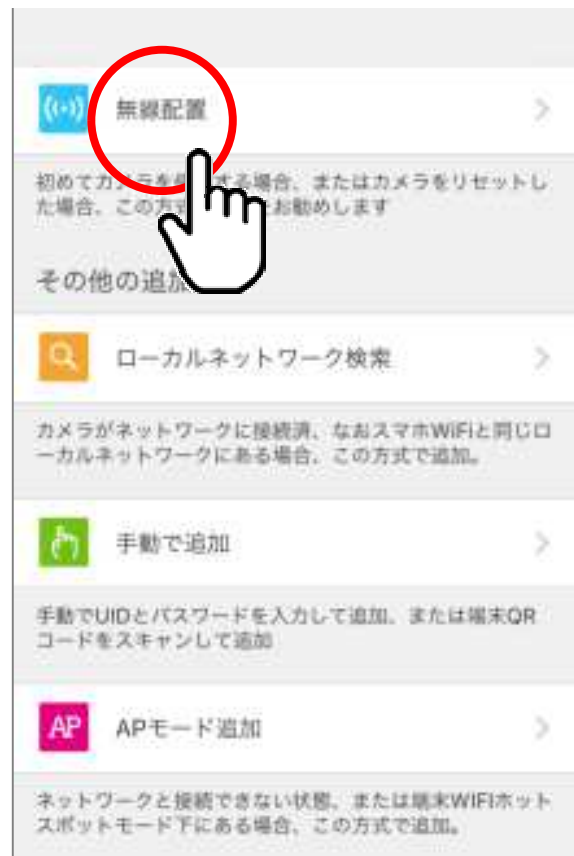 無線配置
初めてカメラを する場合、またはカメラをリセットし
た場合、この方 をお勧めします
その他の追加
ローカルネットワーク検索
カメラがネットワークに接続済、なおスマホWiFiと同じロ
ーカルネットワークにある場合、この方式で追加。
手動で追加
手動でUIDとパスワードを入力して追加、または端末QR
コードをスキャンして追加
AP APモード追加
ネットワークと接続できない状態、または端末WIFIホット
スポットモード下にある場合、この方式で追加。